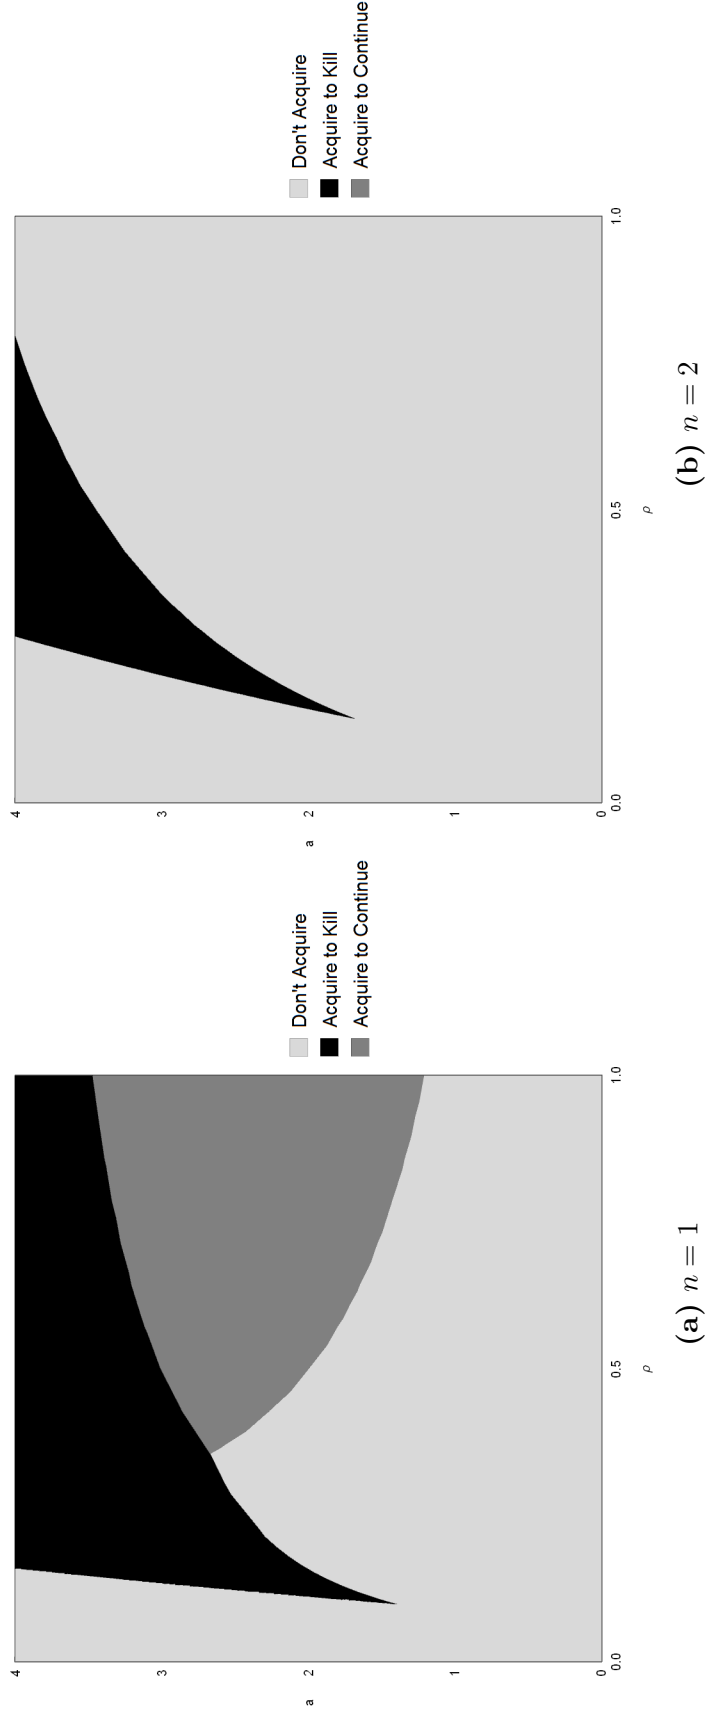 4
3
a 2
1
0
0.0 0.5 1.0
ρ
Don't Acquire
Acquire to Kill
Acquire to Continue
(a) n = 1
4
3
a 2
1
0
0.0 0.5 1.0
ρ
Don't Acquire
Acquire to Kill
Acquire to Continue
(b) n = 2